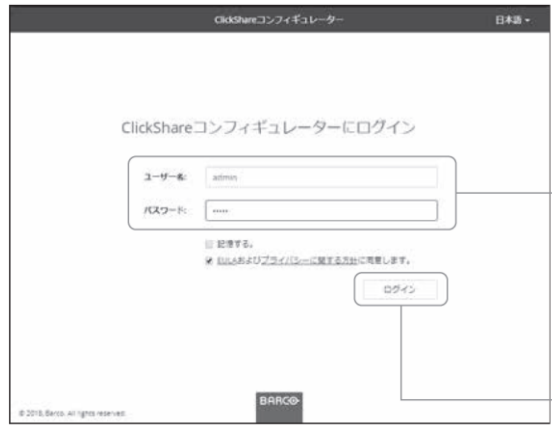 ClickShareコンフィギュレーター
日本語
ClickShareコンフィギュレーターにログイン
ユーザー名: admin
パスワード: •••••
記憶する。
EULAおよびプライバシーに関する方針に同意します。
ログイン
BARCO
© 2018, Barco. All rights reserved.